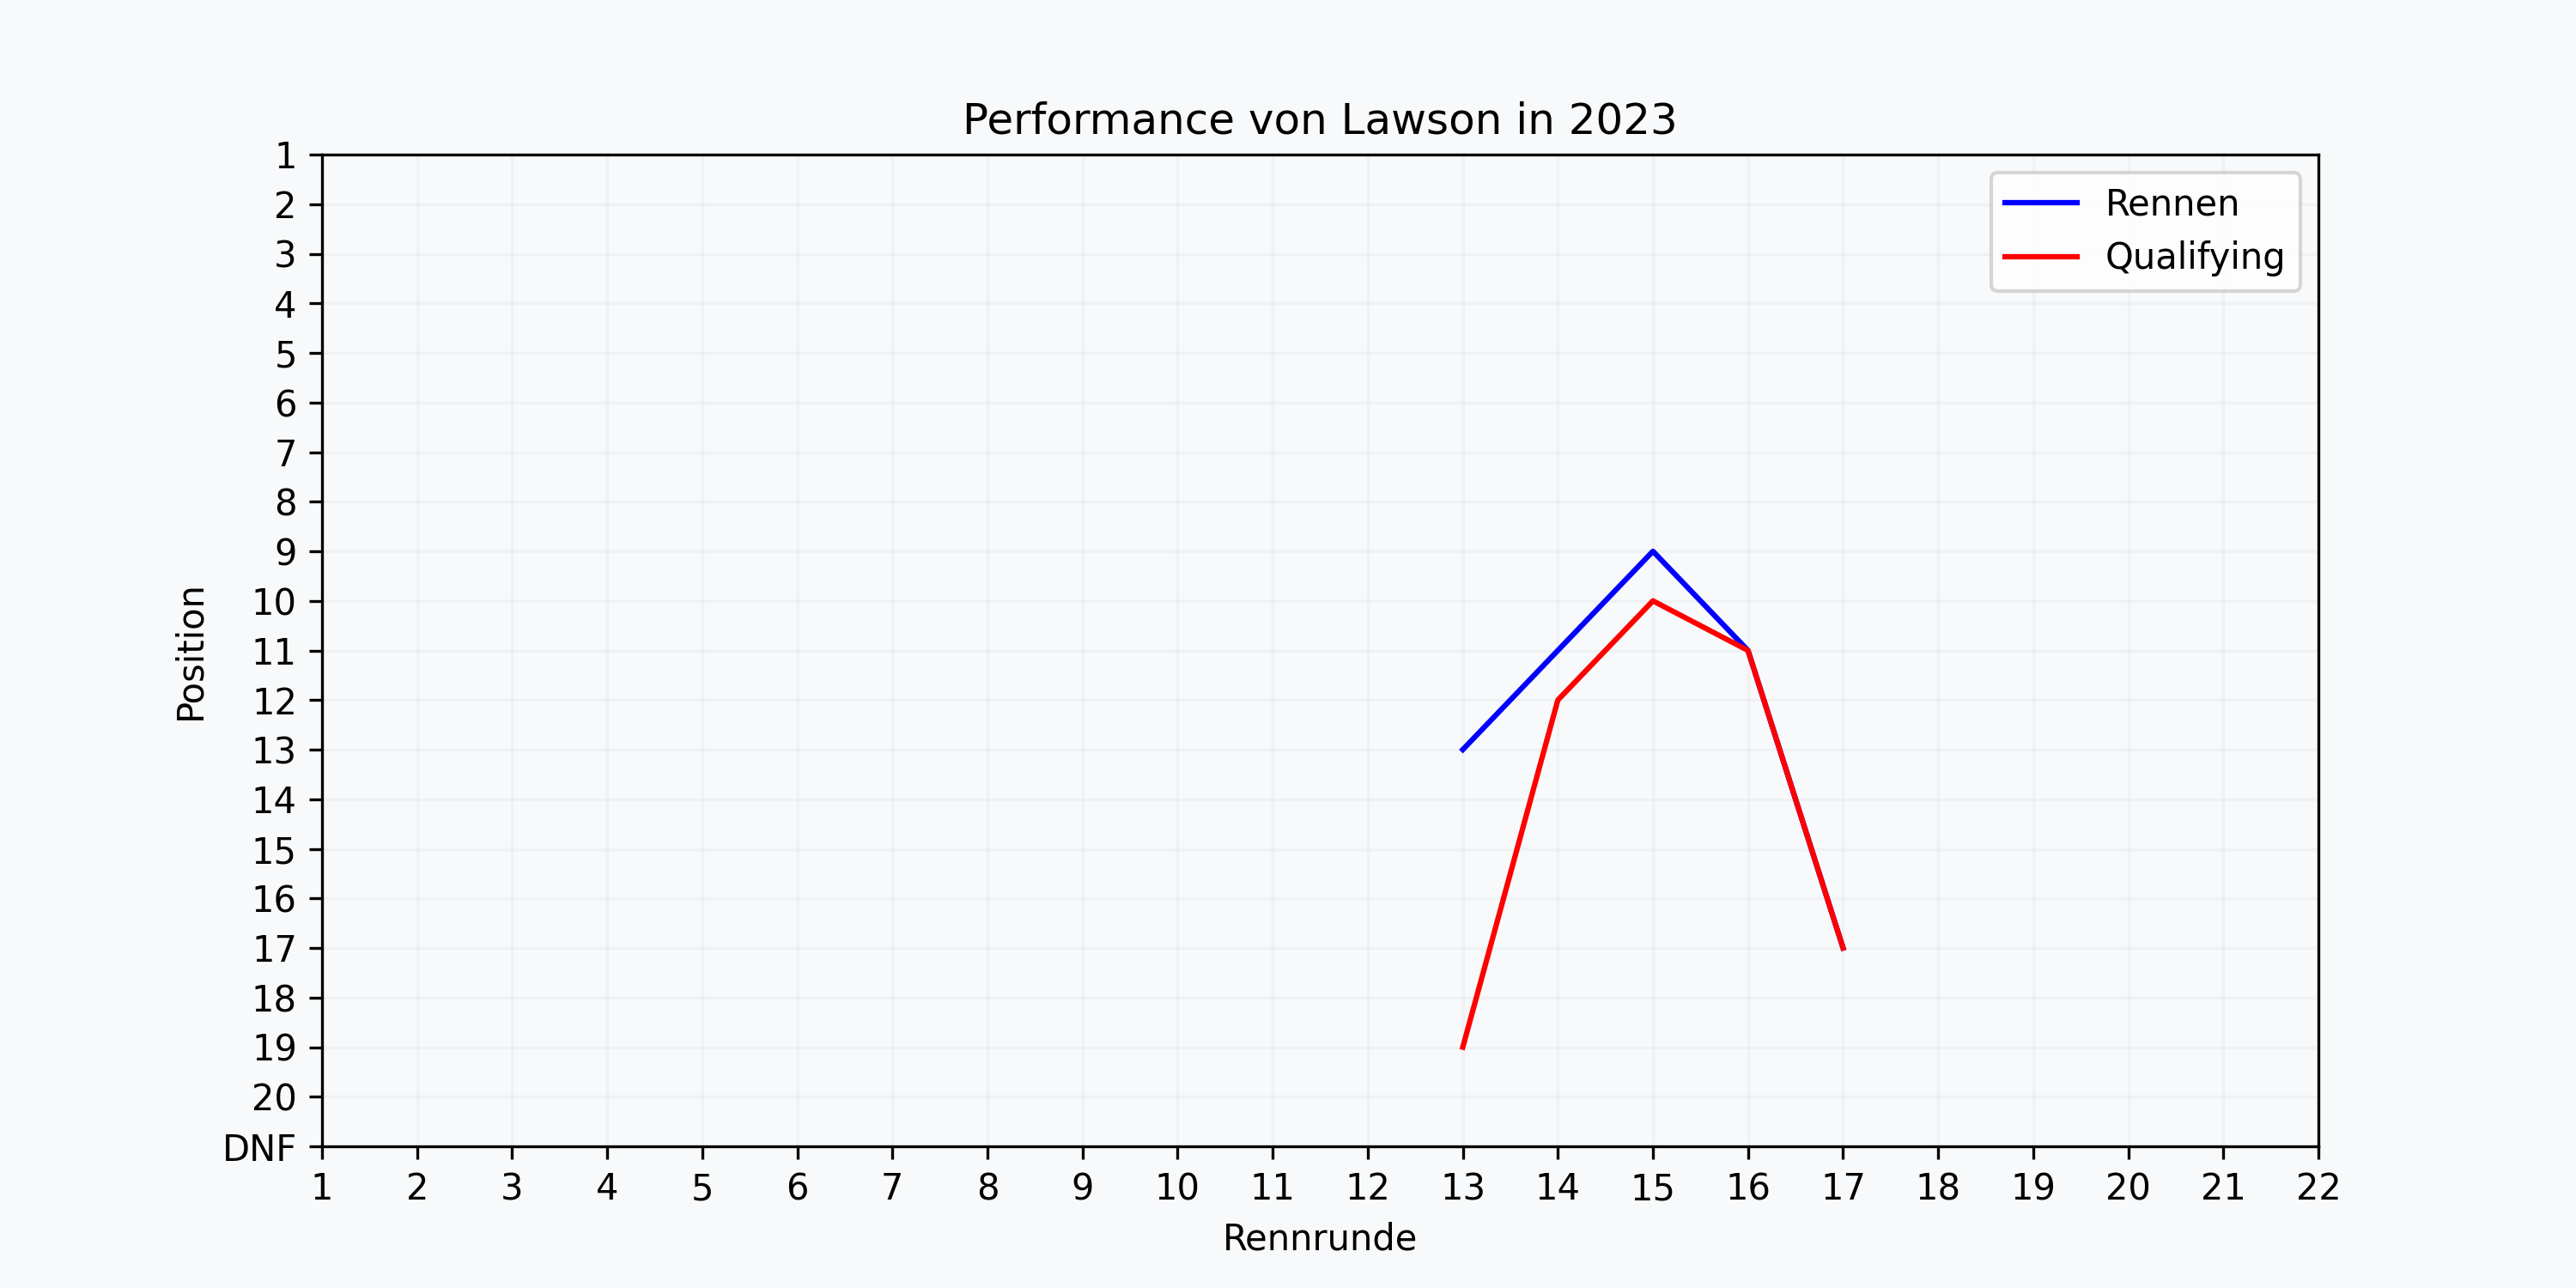 Performance von Lawson in 2023
Rennen
Qualifying
Position
1
2
3
4
5
6
7
8
9
10
11
12
13
14
15
16
17
18
19
20
DNF
1 2 3 4 5 6 7 8 9 10 11 12 13 14 15 16 17 18 19 20 21 22
Rennrunde